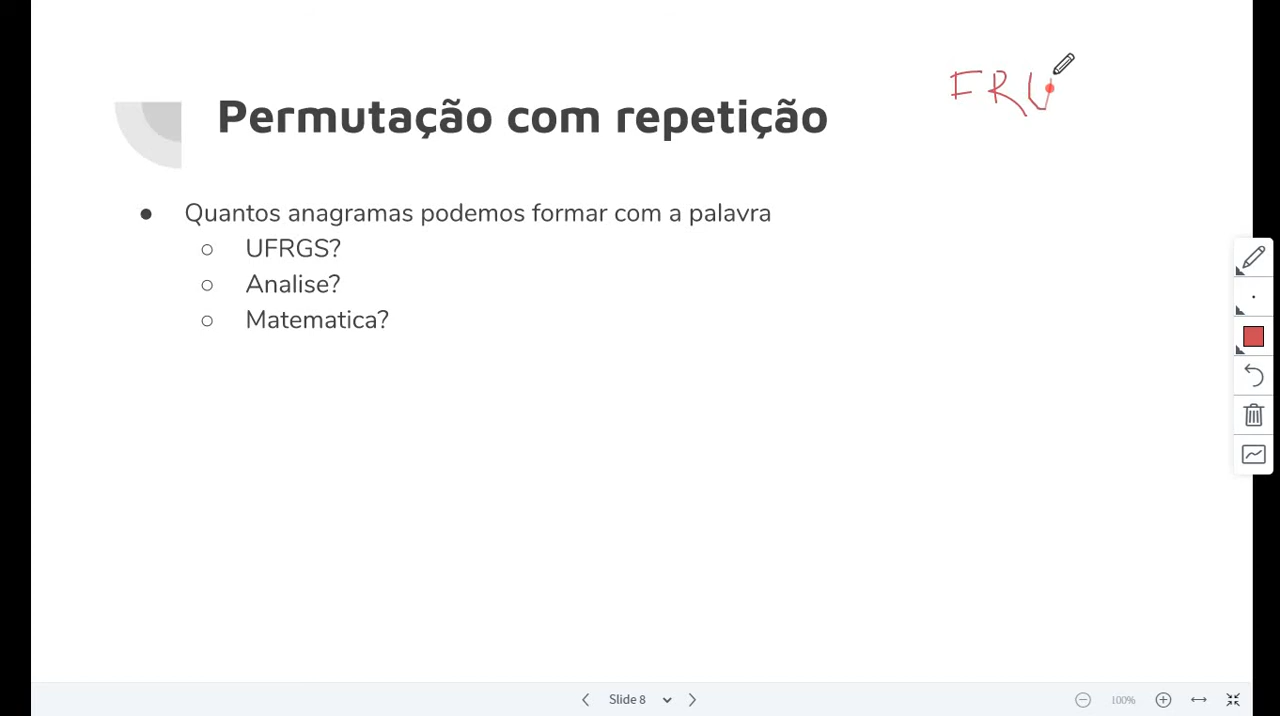 FRU
Permutação com repetição
● Quantos anagramas podemos formar com a palavra
○ UFRGS?
○ Analise?
○ Matematica?
Slide 8
100%